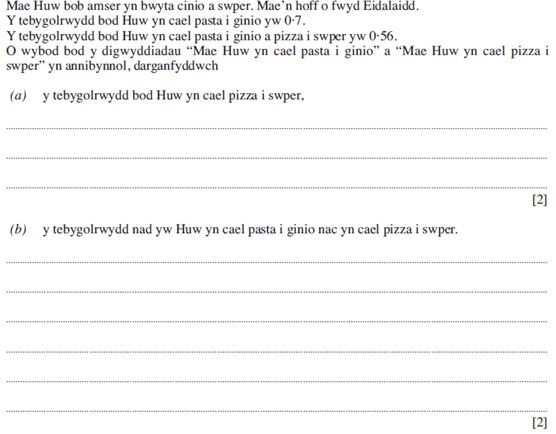 Mae Huw bob amser yn bwyta cinio a swper. Mae'n hoff o fwyd Eidalaidd.
Y tebygolrwydd bod Huw yn cael pasta i ginio yw 0·7.
Y tebygolrwydd bod Huw yn cael pasta i ginio a pizza i swper yw 0·56.
O wybod bod y digwyddiadau “Mae Huw yn cael pasta i ginio” a “Mae Huw yn cael pizza i
swper” yn annibynnol, darganfyddwch
(a) y tebygolrwydd bod Huw yn cael pizza i swper,
[2]
(b) y tebygolrwydd nad yw Huw yn cael pasta i ginio nac yn cael pizza i swper.
[2]